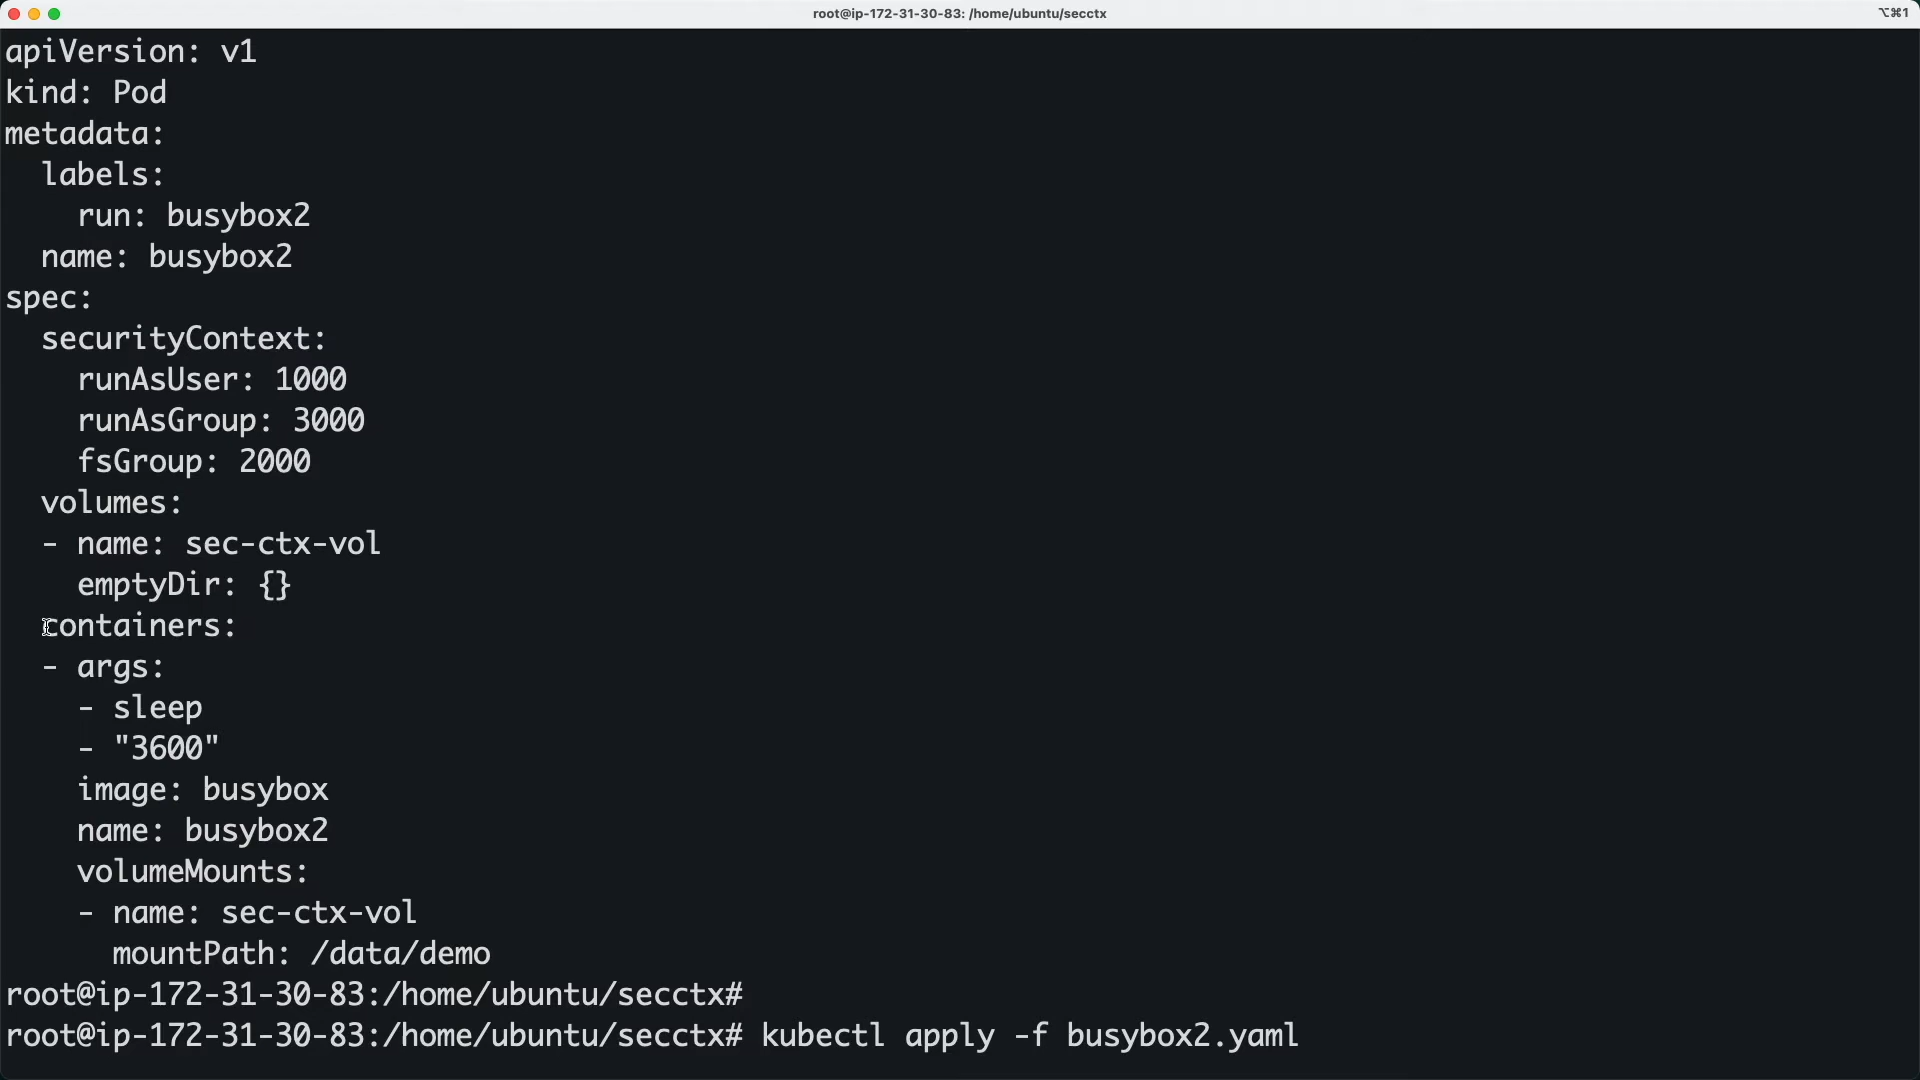 root@ip-172-31-30-83: /home/ubuntu/secctx
⌥⌘1
apiVersion: v1
kind: Pod
metadata:
  labels:
    run: busybox2
  name: busybox2
spec:
  securityContext:
    runAsUser: 1000
    runAsGroup: 3000
    fsGroup: 2000
  volumes:
  - name: sec-ctx-vol
    emptyDir: {}
  containers:
  - args:
    - sleep
    - "3600"
    image: busybox
    name: busybox2
    volumeMounts:
    - name: sec-ctx-vol
      mountPath: /data/demo
root@ip-172-31-30-83:/home/ubuntu/secctx#
root@ip-172-31-30-83:/home/ubuntu/secctx# kubectl apply -f busybox2.yaml